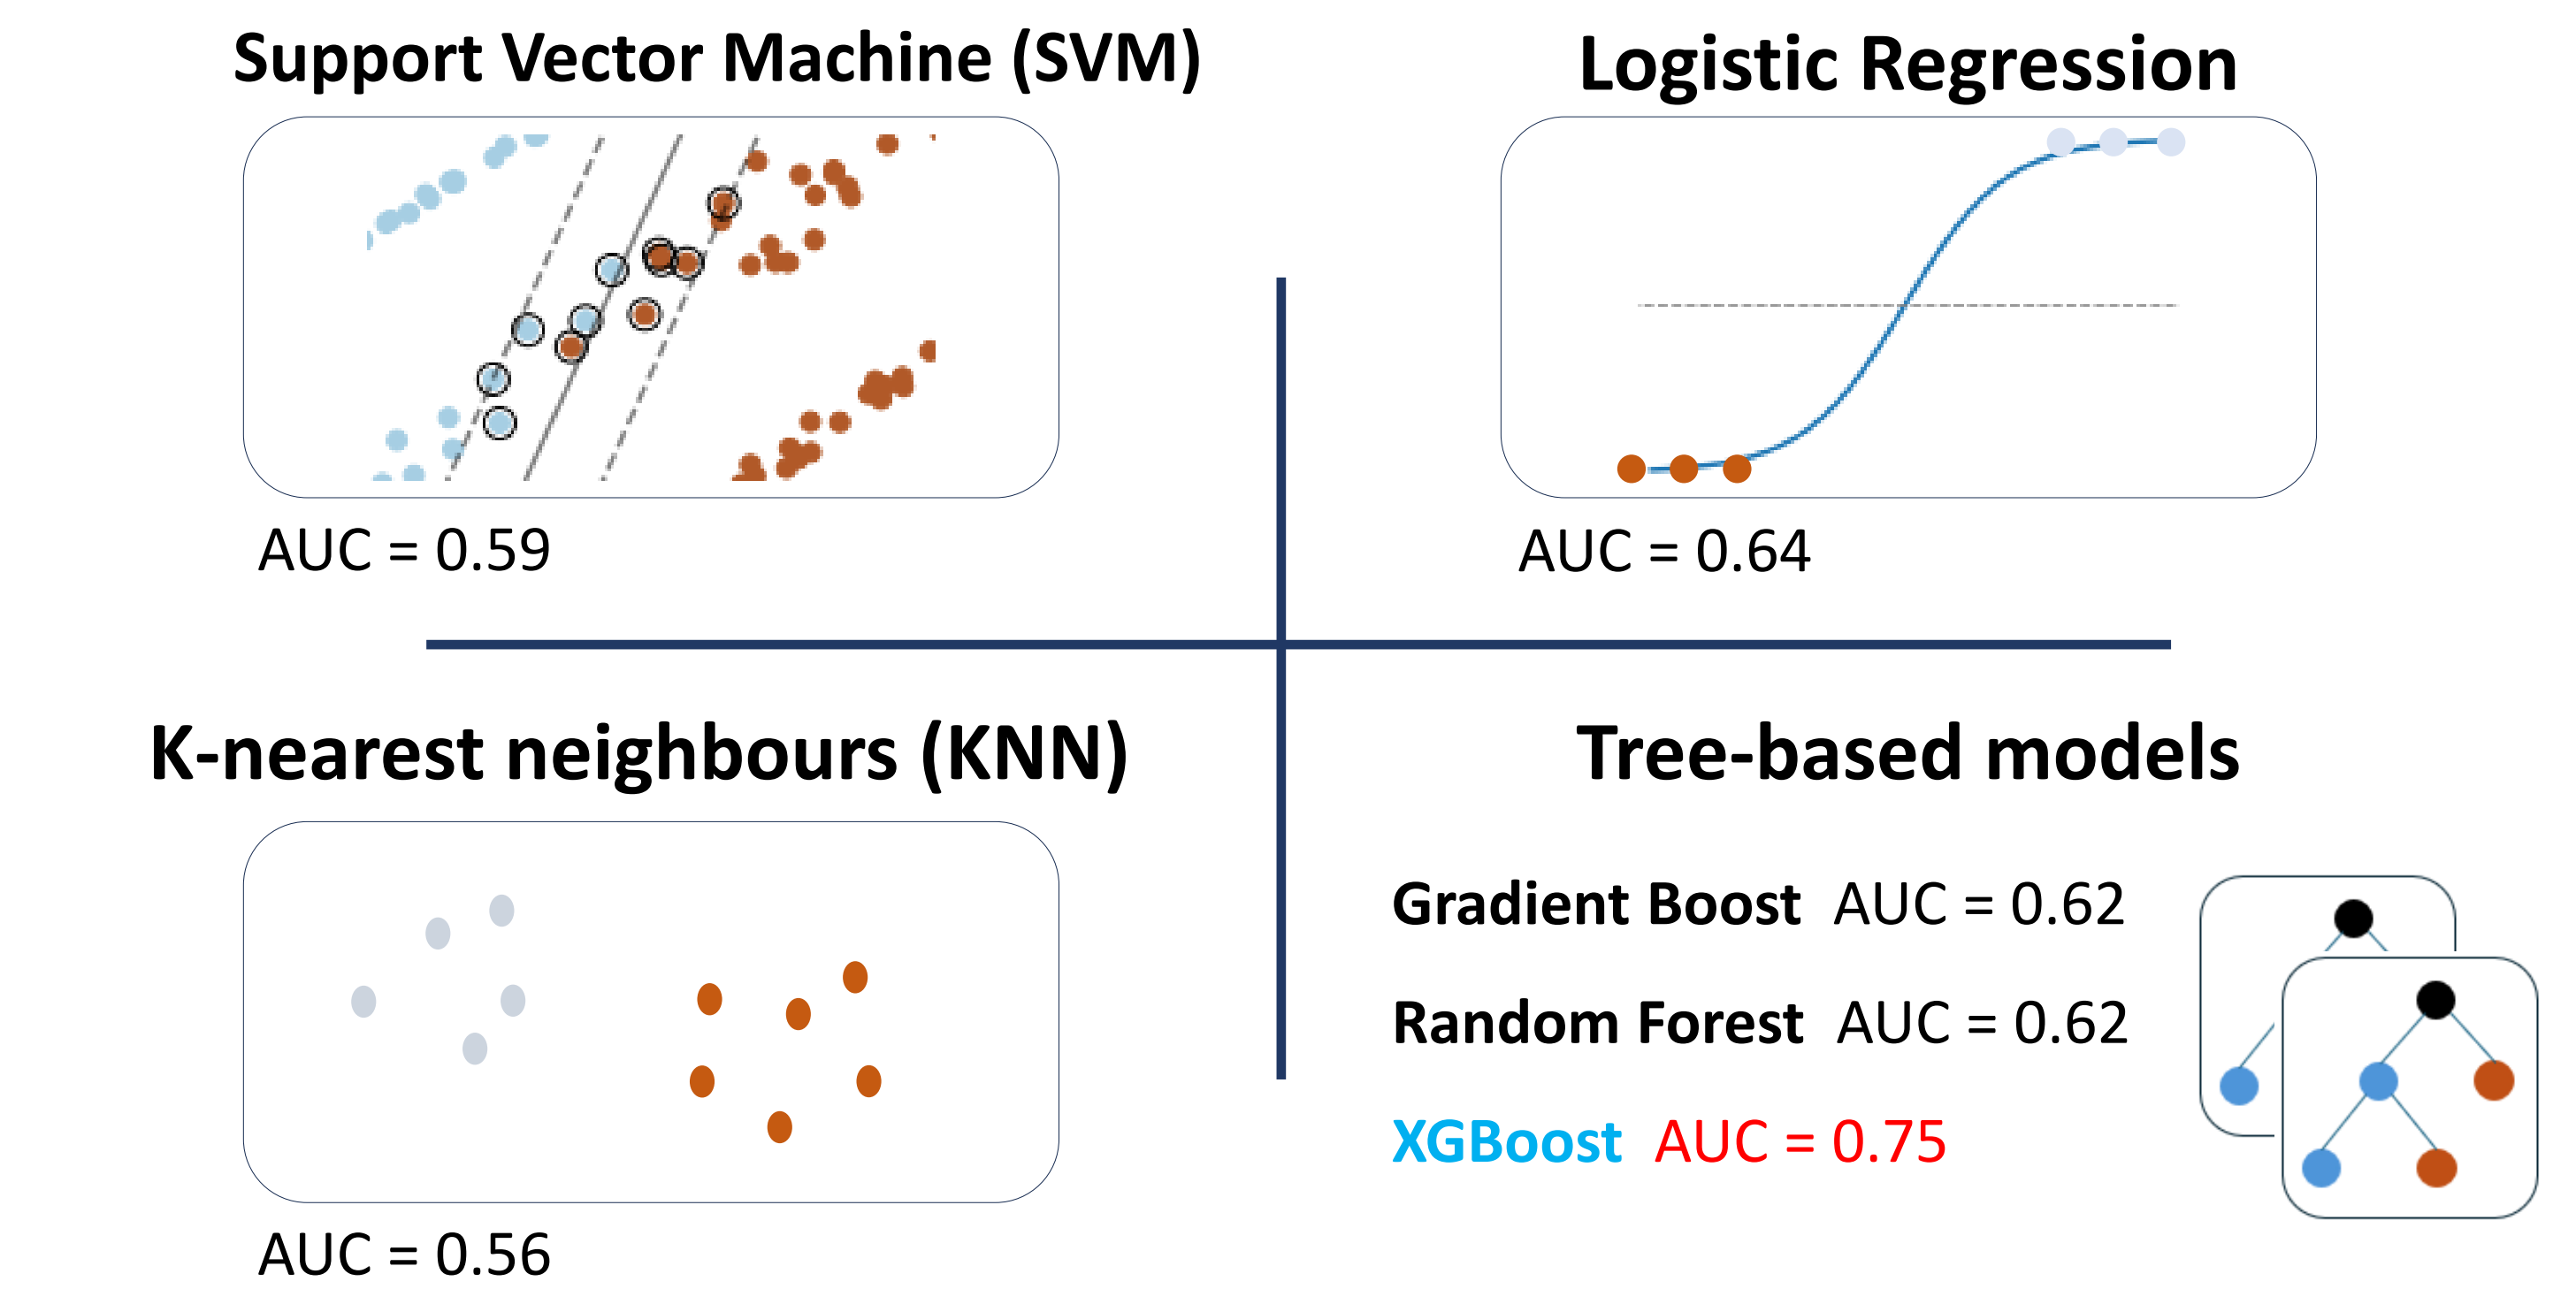 Support Vector Machine (SVM)
AUC = 0.59
Logistic Regression
AUC = 0.64
K-nearest neighbours (KNN)
AUC = 0.56
Tree-based models
Gradient Boost AUC = 0.62
Random Forest AUC = 0.62
XGBoost AUC = 0.75